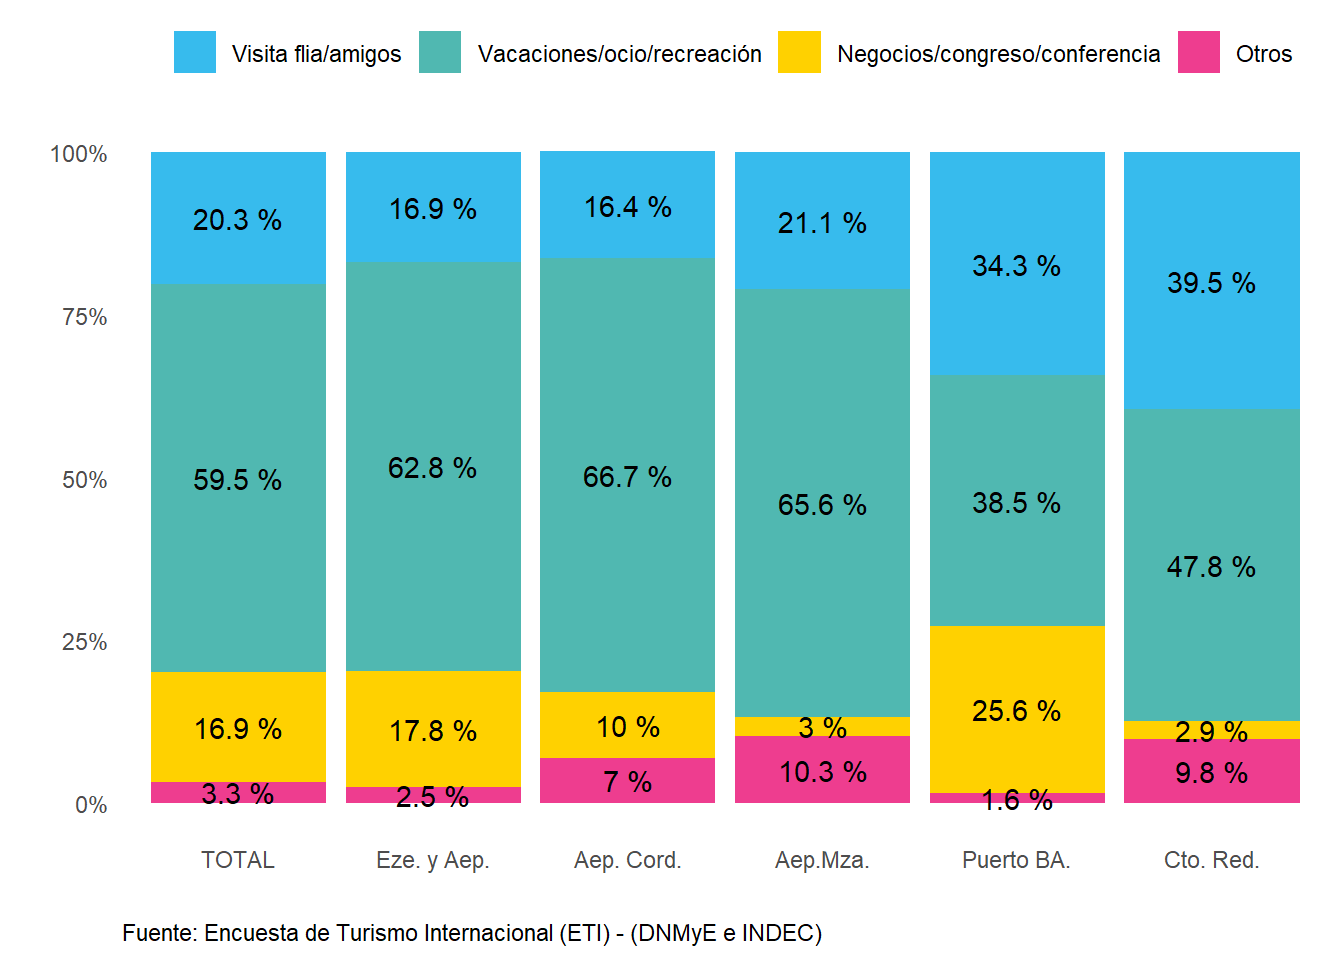 Visita flia/amigos Vacaciones/ocio/recreación Negocios/congreso/conferencia Otros
100%
20.3 % 16.9 % 16.4 % 21.1 % 34.3 % 39.5 %
75%
50%
59.5 % 62.8 % 66.7 % 65.6 % 38.5 % 47.8 %
25%
16.9 % 17.8 % 10 % 3 % 25.6 % 2.9 %
3.3 % 2.5 % 7 % 10.3 % 1.6 % 9.8 %
0%
TOTAL Eze. y Aep. Aep. Cord. Aep.Mza. Puerto BA. Cto. Red.
Fuente: Encuesta de Turismo Internacional (ETI) - (DNMyE e INDEC)